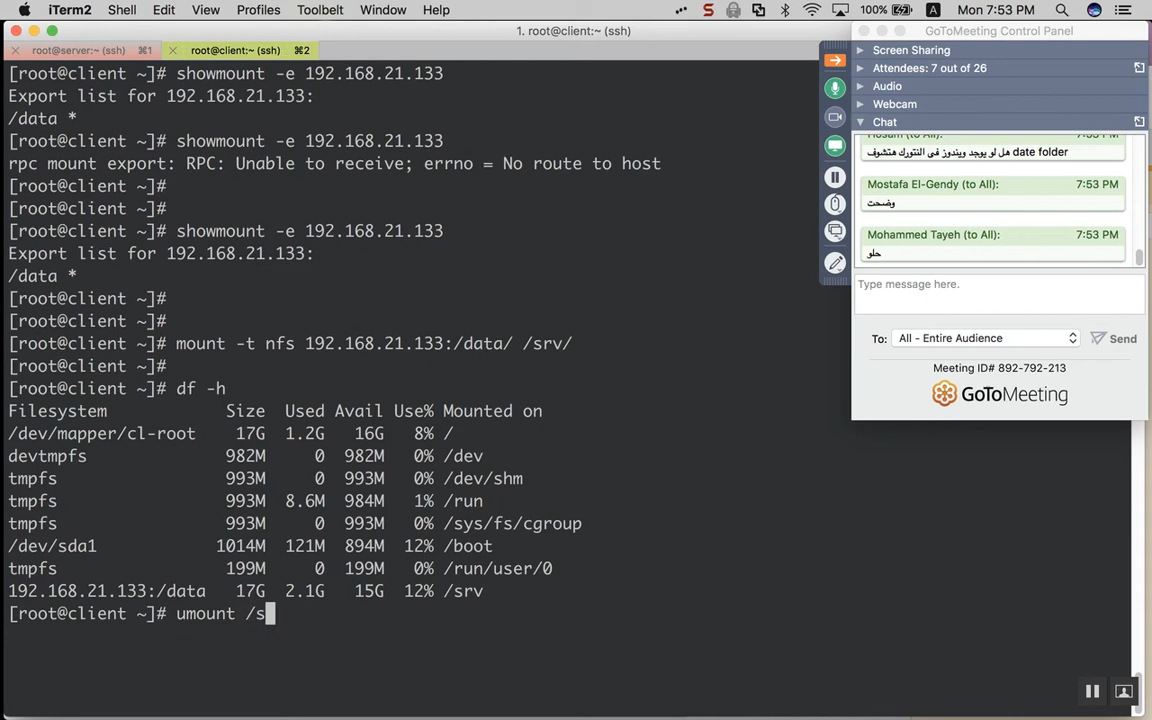 iTerm2 Shell Edit View Profiles Toolbelt Window Help 100% A Mon 7:53 PM
1. root@client:~ (ssh)
root@server:~ (ssh) ⌘1 root@client:~ (ssh) ⌘2
[root@client ~]# showmount -e 192.168.21.133
Export list for 192.168.21.133:
/data *
[root@client ~]# showmount -e 192.168.21.133
rpc mount export: RPC: Unable to receive; errno = No route to host
[root@client ~]#
[root@client ~]#
[root@client ~]# showmount -e 192.168.21.133
Export list for 192.168.21.133:
/data *
[root@client ~]#
[root@client ~]#
[root@client ~]# mount -t nfs 192.168.21.133:/data/ /srv/
[root@client ~]#
[root@client ~]# df -h
Filesystem Size Used Avail Use% Mounted on
/dev/mapper/cl-root 17G 1.2G 16G 8% /
devtmpfs 982M 0 982M 0% /dev
tmpfs 993M 0 993M 0% /dev/shm
tmpfs 993M 8.6M 984M 1% /run
tmpfs 993M 0 993M 0% /sys/fs/cgroup
/dev/sda1 1014M 121M 894M 12% /boot
tmpfs 199M 0 199M 0% /run/user/0
192.168.21.133:/data 17G 2.1G 15G 12% /srv
[root@client ~]# umount /s
GoToMeeting Control Panel
Screen Sharing
Attendees: 7 out of 26
Audio
Webcam
Chat
(to All): 7:53 PM
هل لو يوجد ويندوز فى النتورك هتشوف date folder
Mostafa El-Gendy (to All): 7:53 PM
وضحت
Mohammed Tayeh (to All): 7:53 PM
حلو
Type message here.
To: All - Entire Audience Send
Meeting ID# 892-792-213
GoToMeeting